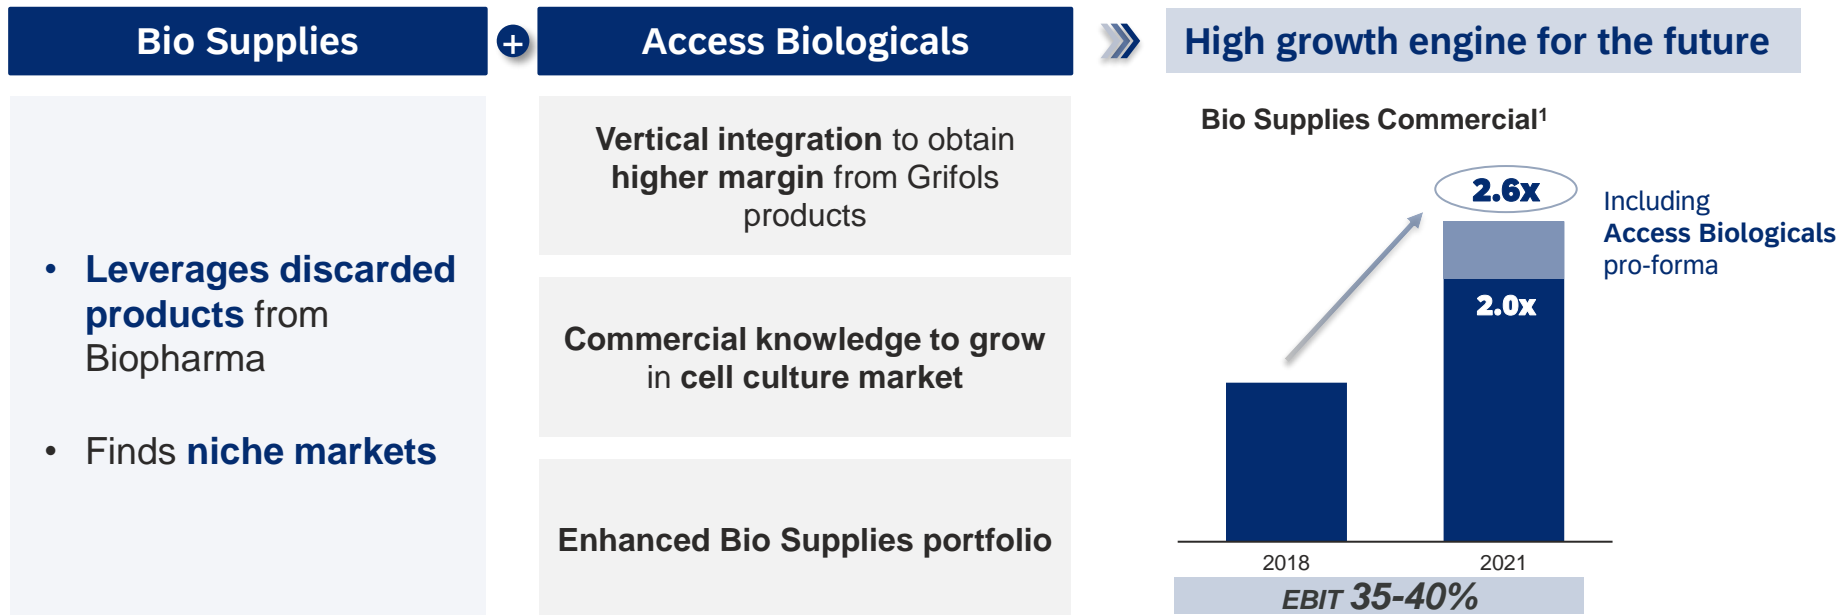 Bio Supplies
+
Access Biologicals
High growth engine for the future
• Leverages discarded
products from
Biopharma
• Finds niche markets
Vertical integration to obtain
higher margin from Grifols
products
Commercial knowledge to grow
in cell culture market
Enhanced Bio Supplies portfolio
Bio Supplies Commercial¹
2.6x
Including
Access Biologicals
pro-forma
2.0x
2018
2021
EBIT 35-40%